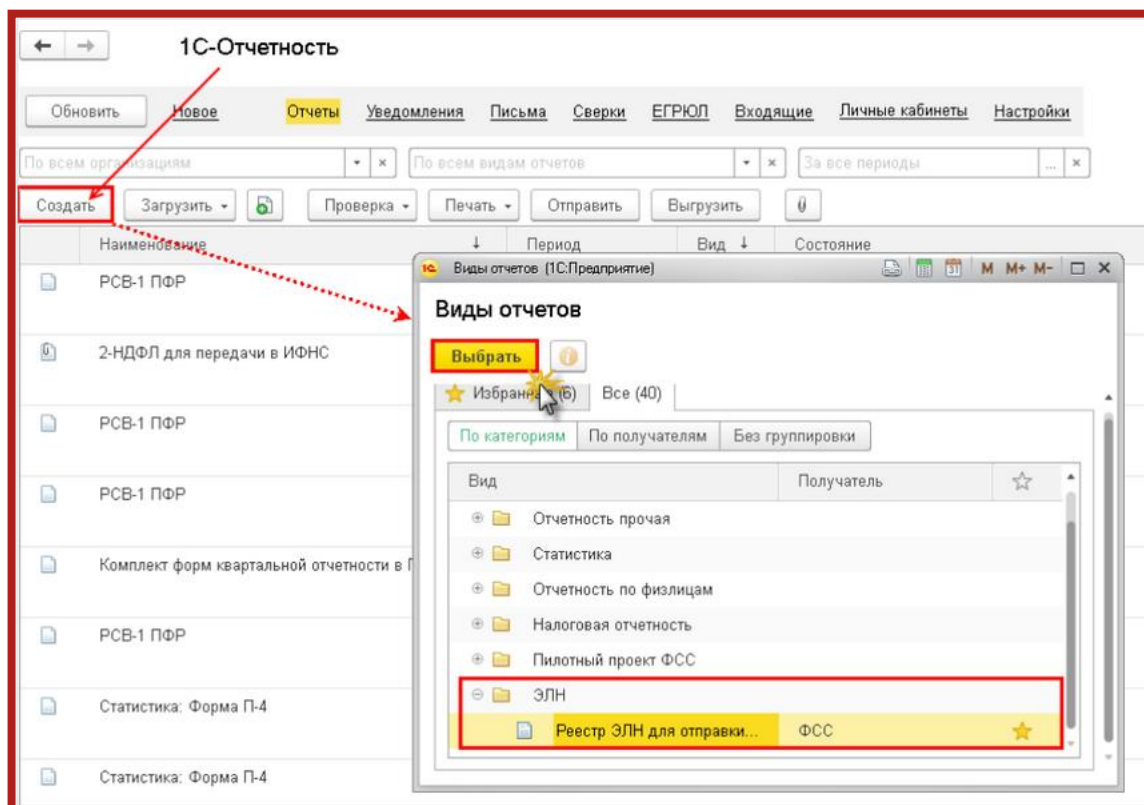 1С-Отчетность
Обновить Новое Отчеты Уведомления Письма Сверки ЕГРЮЛ Входящие Личные кабинеты Настройки
По всем организациям По всем видам отчетов За все периоды ...
Создать Загрузить Проверка Печать Отправить Выгрузить
Наименование ↓ Период Вид ↓ Состояние
РСВ-1 ПФР
2-НДФЛ для передачи в ИФНС
РСВ-1 ПФР
РСВ-1 ПФР
Комплект форм квартальной отчетности в
РСВ-1 ПФР
Статистика: Форма П-4
Статистика: Форма П-4
1С Виды отчетов (1С:Предприятие) 31 M M+ M-
Виды отчетов
Выбрать
(6) Все (40)
По категориям По получателям Без группировки
Вид Получатель
Отчетность прочая
Статистика
Отчетность по физлицам
Налоговая отчетность
Пилотный проект ФСС
ЭЛН
Реестр ЭЛН для отправки... ФСС